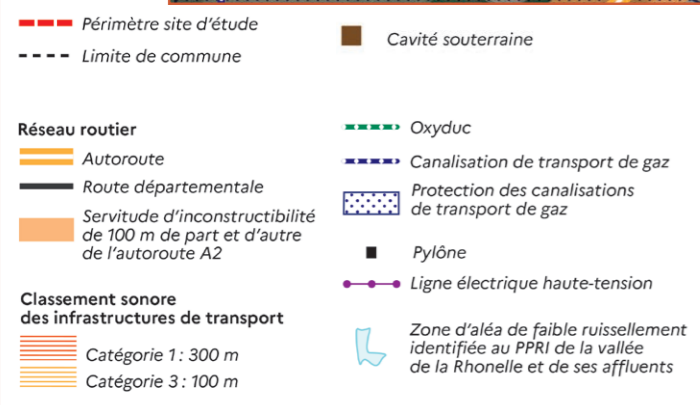 Périmètre site d'étude
Limite de commune
Cavité souterraine
Réseau routier
Autoroute
Route départementale
Servitude d'inconstructibilité
de 100 m de part et d'autre
de l'autoroute A2
Classement sonore
des infrastructures de transport
Catégorie 1 : 300 m
Catégorie 3 : 100 m
Oxyduc
Canalisation de transport de gaz
Protection des canalisations
de transport de gaz
Pylône
Ligne électrique haute-tension
Zone d'aléa de faible ruissellement
identifiée au PPRI de la vallée
de la Rhonelle et de ses affluents